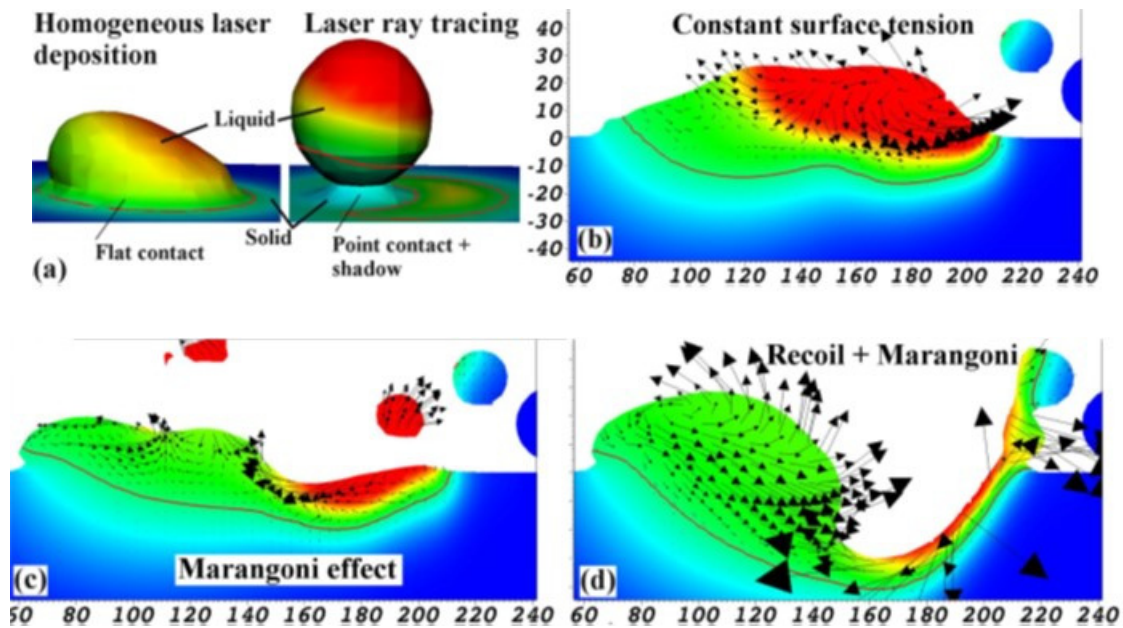 Homogeneous laser
deposition
Laser ray tracing
Liquid
Solid
Flat contact
Point contact +
shadow
(a)
Constant surface tension
40
30
20
10
0
-10
-20
-30
-40
(b)
60 80 100 120 140 160 180 200 220 240
Marangoni effect
(c)
60 80 100 120 140 160 180 200 220 240
Recoil + Marangoni
(d)
60 80 100 120 140 160 180 200 220 240